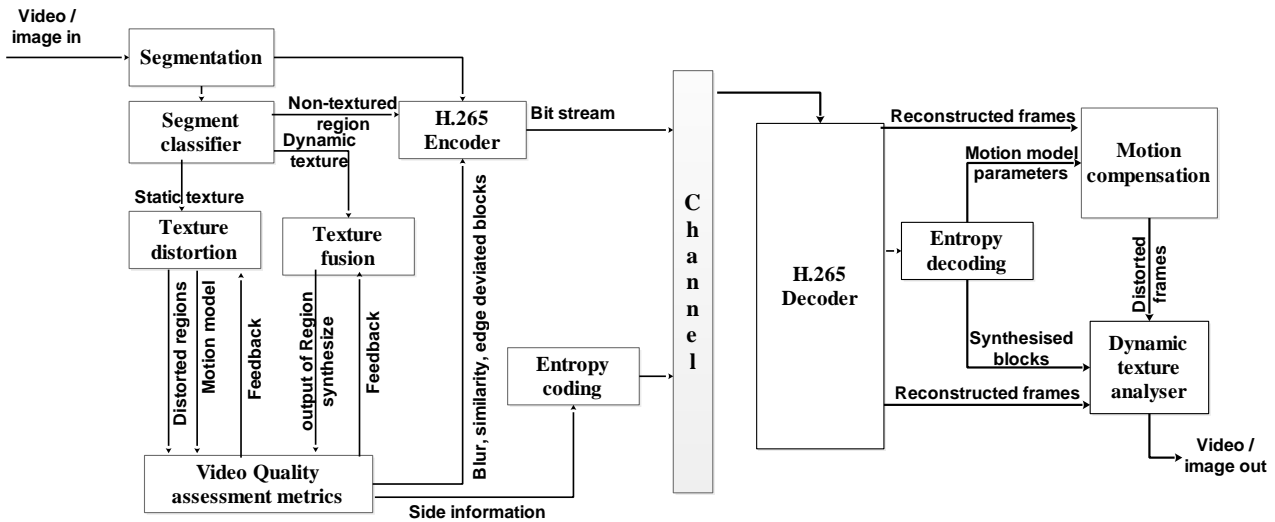 Video /
image in
Segmentation
Segment
classifier
Non-textured
region
Dynamic
texture
H.265
Encoder
Bit stream
Static texture
Texture
distortion
Texture
fusion
Distorted regions
Motion model
Feedback
output of Region
synthesize
Feedback
Blur, similarity, edge deviated blocks
Video Quality
assessment metrics
Side information
Entropy
coding
C
h
a
n
n
e
l
H.265
Decoder
Reconstructed frames
Motion model
parameters
Motion
compensation
Entropy
decoding
Distorted
frames
Synthesised
blocks
Dynamic
texture
analyser
Reconstructed frames
Video /
image out